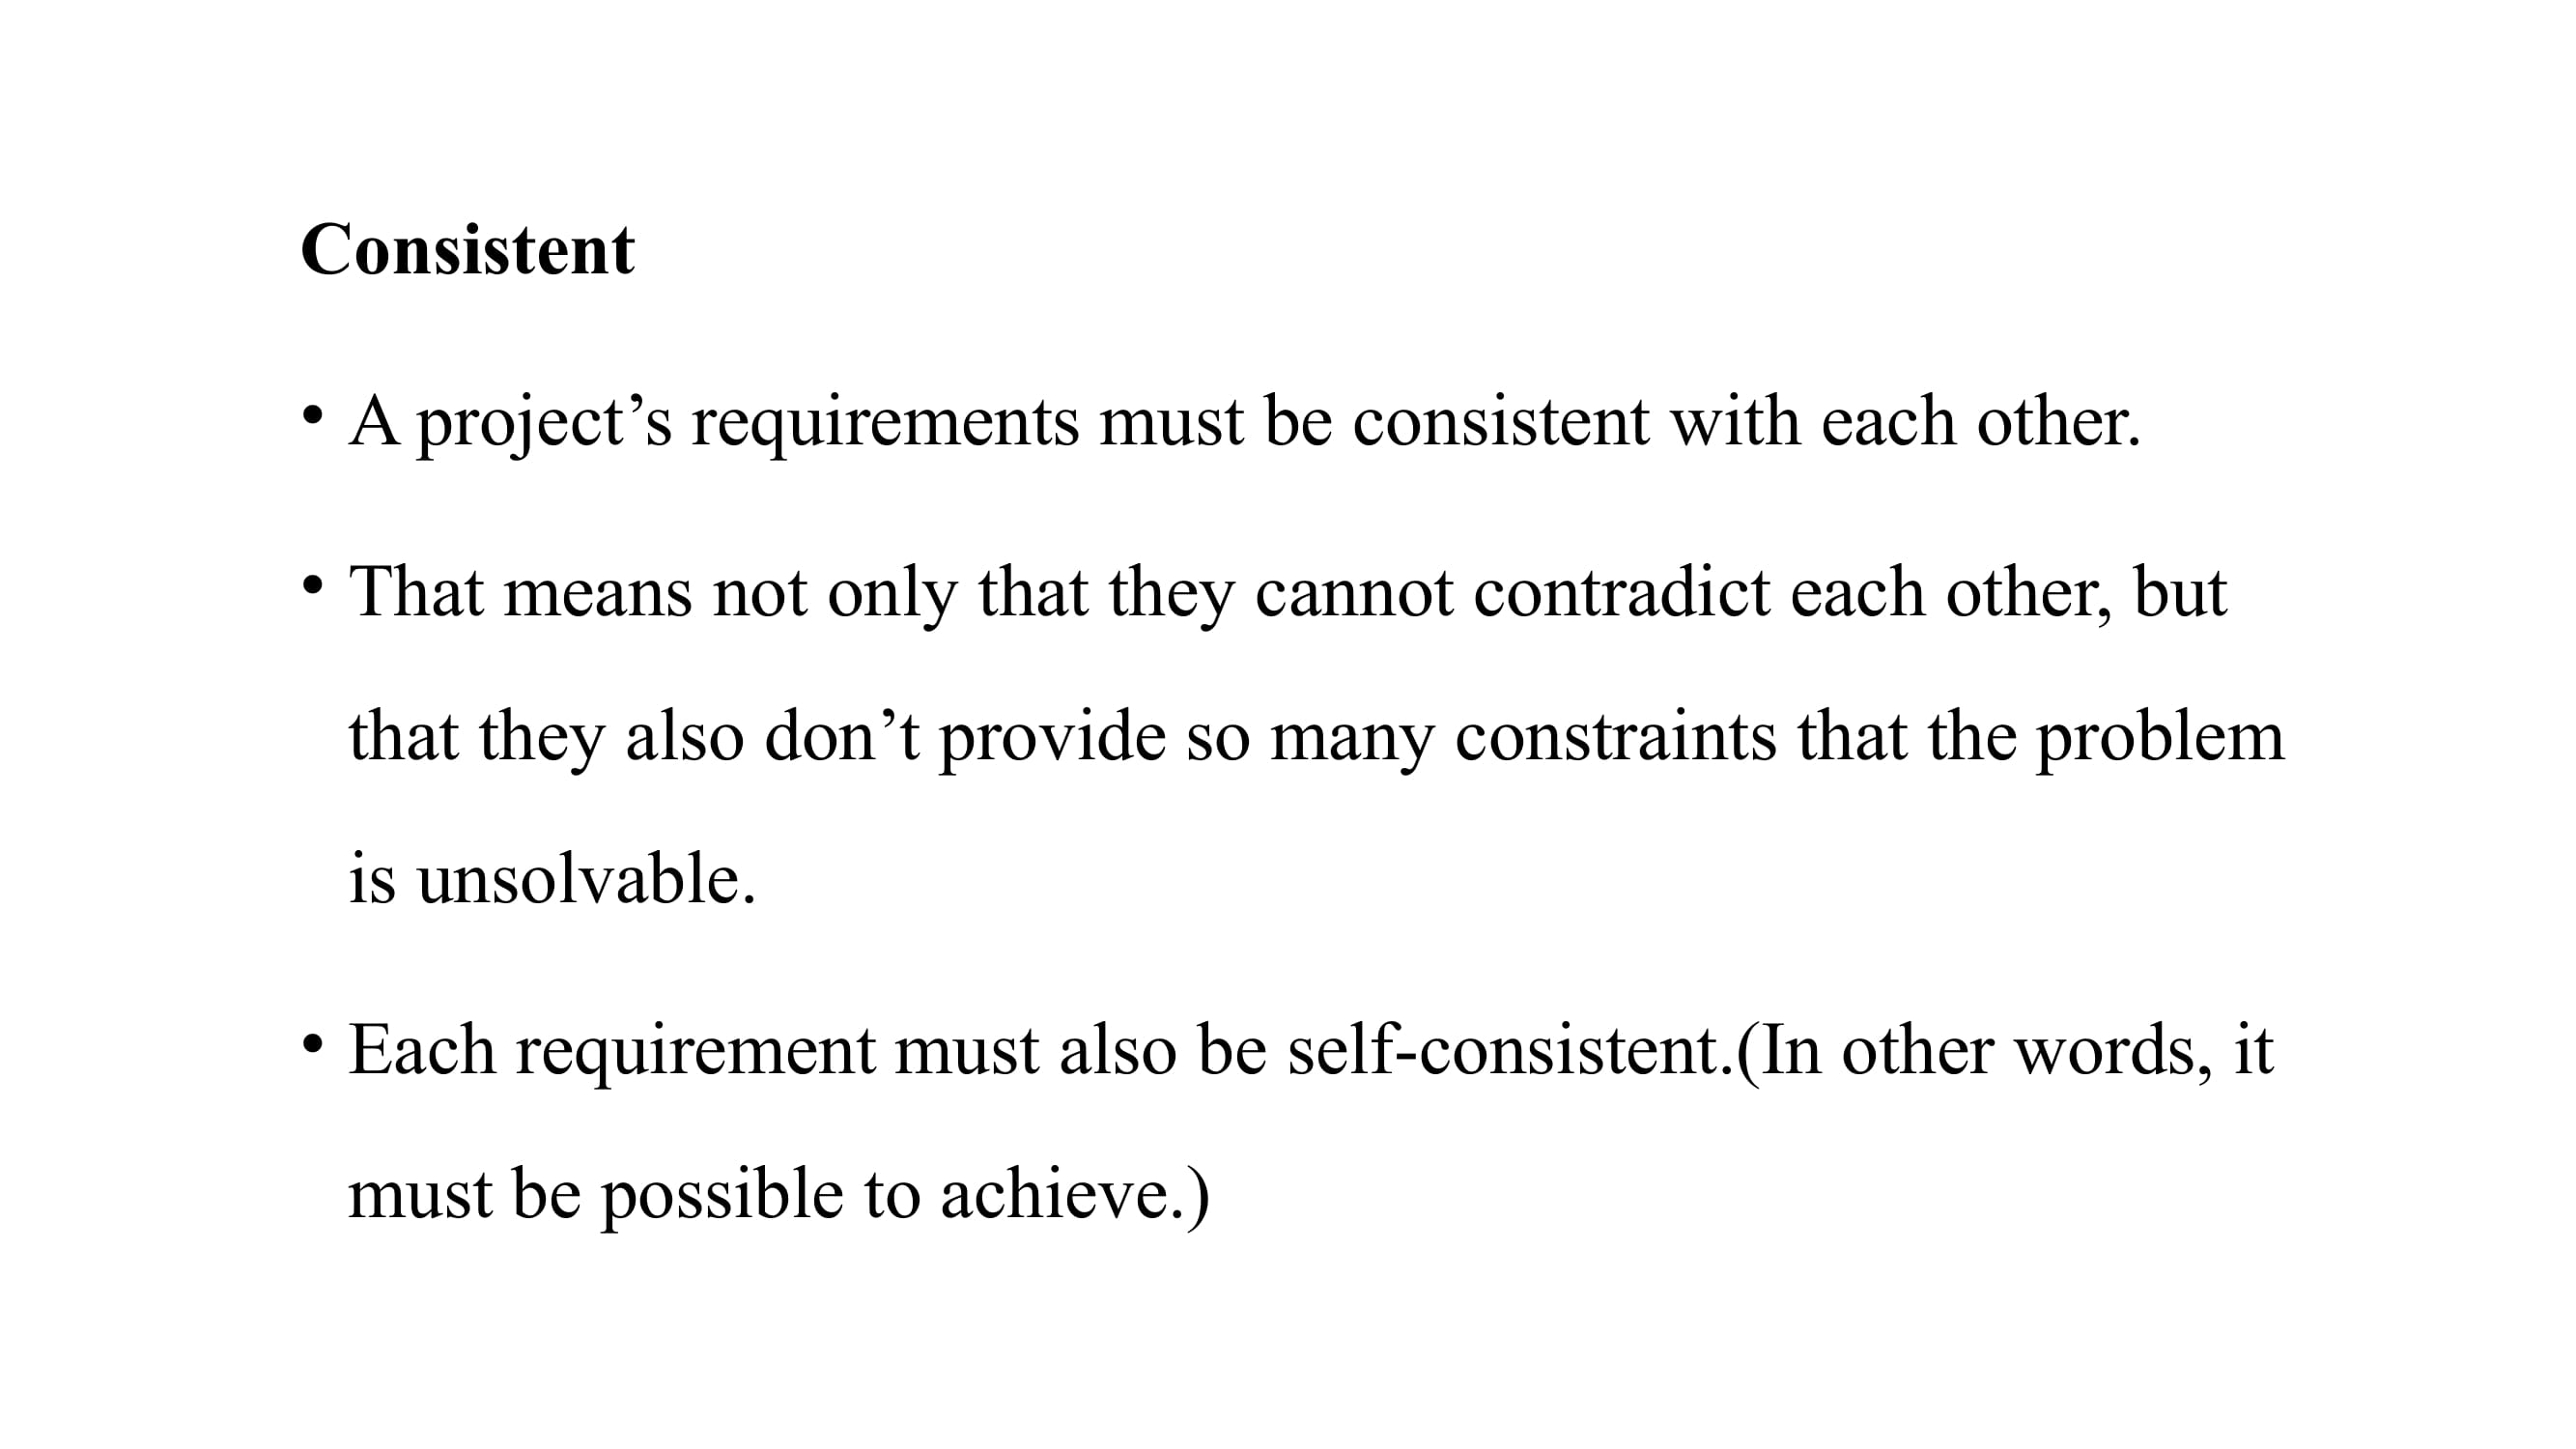 Consistent
• A project’s requirements must be consistent with each other.
• That means not only that they cannot contradict each other, but
that they also don’t provide so many constraints that the problem
is unsolvable.
• Each requirement must also be self-consistent.(In other words, it
must be possible to achieve.)